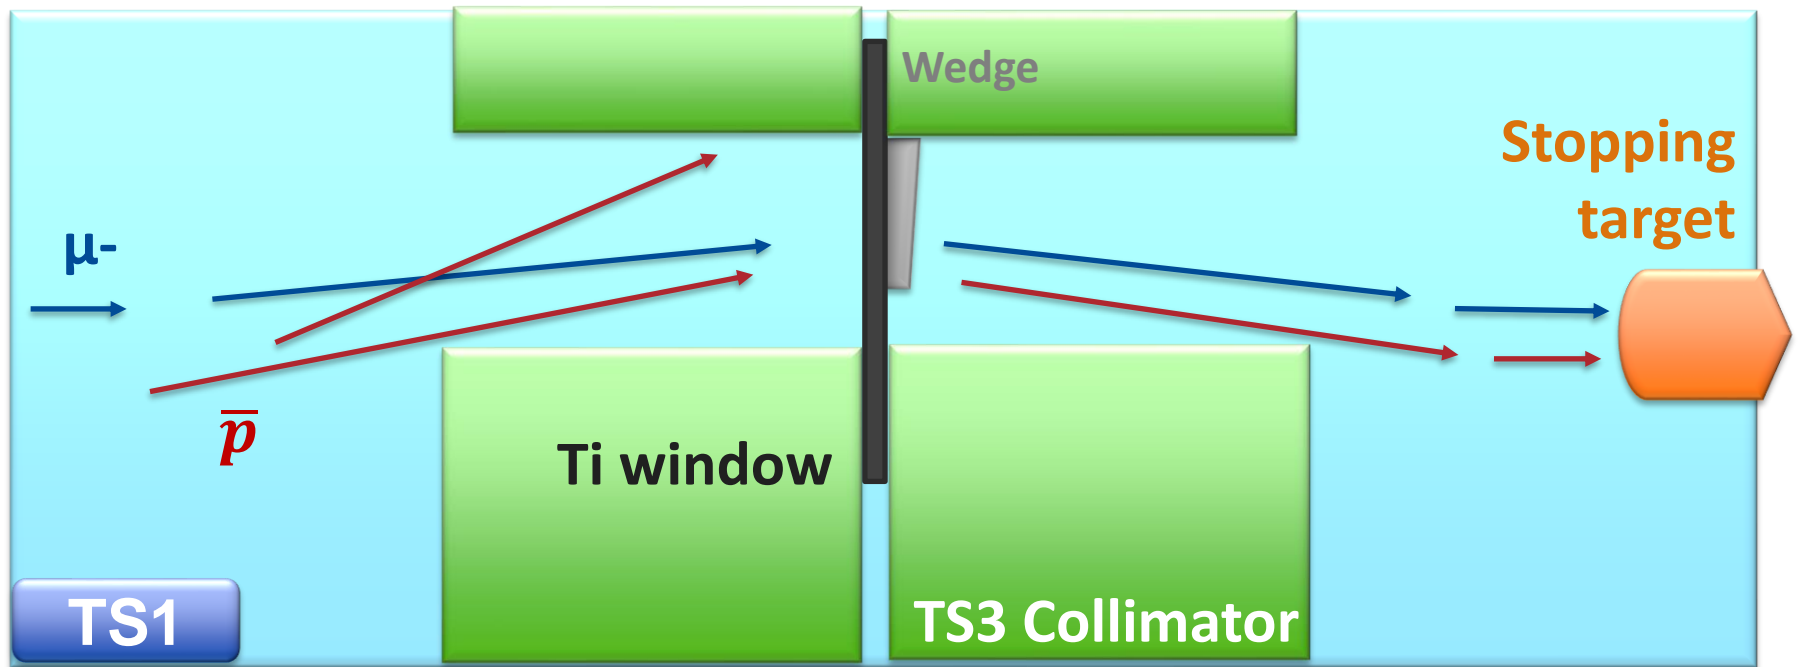 Wedge
Stopping
target
μ-
p̅
Ti window
TS1
TS3 Collimator